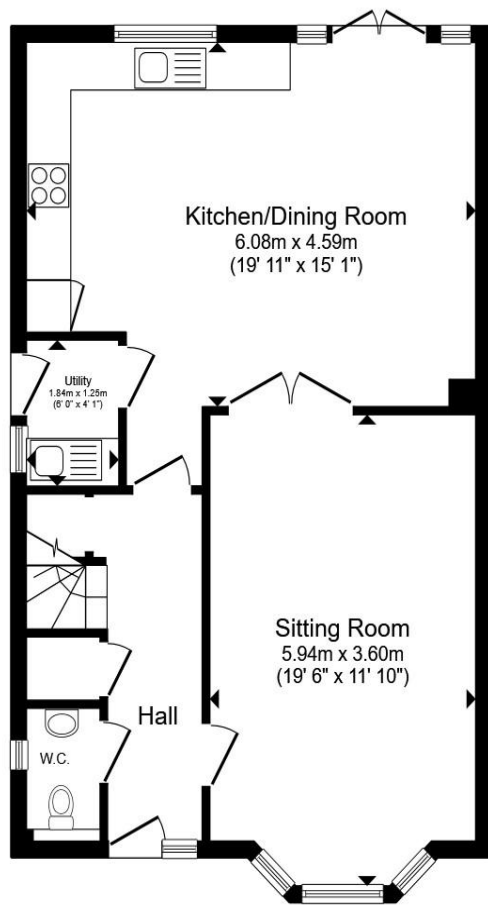 Kitchen/Dining Room
6.08m x 4.59m
(19' 11" x 15' 1")
Utility
1.84m x 1.25m
(6' 0" x 4' 1")
Sitting Room
5.94m x 3.60m
(19' 6" x 11' 10")
Hall
W.C.